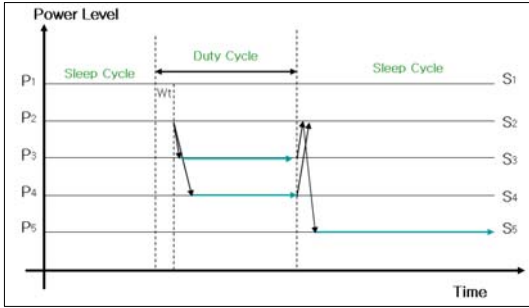 Power Level
Duty Cycle
Sleep Cycle
Sleep Cycle
P1
S1
Wt
P2
S2
P3
S3
P4
S4
P5
S5
Time